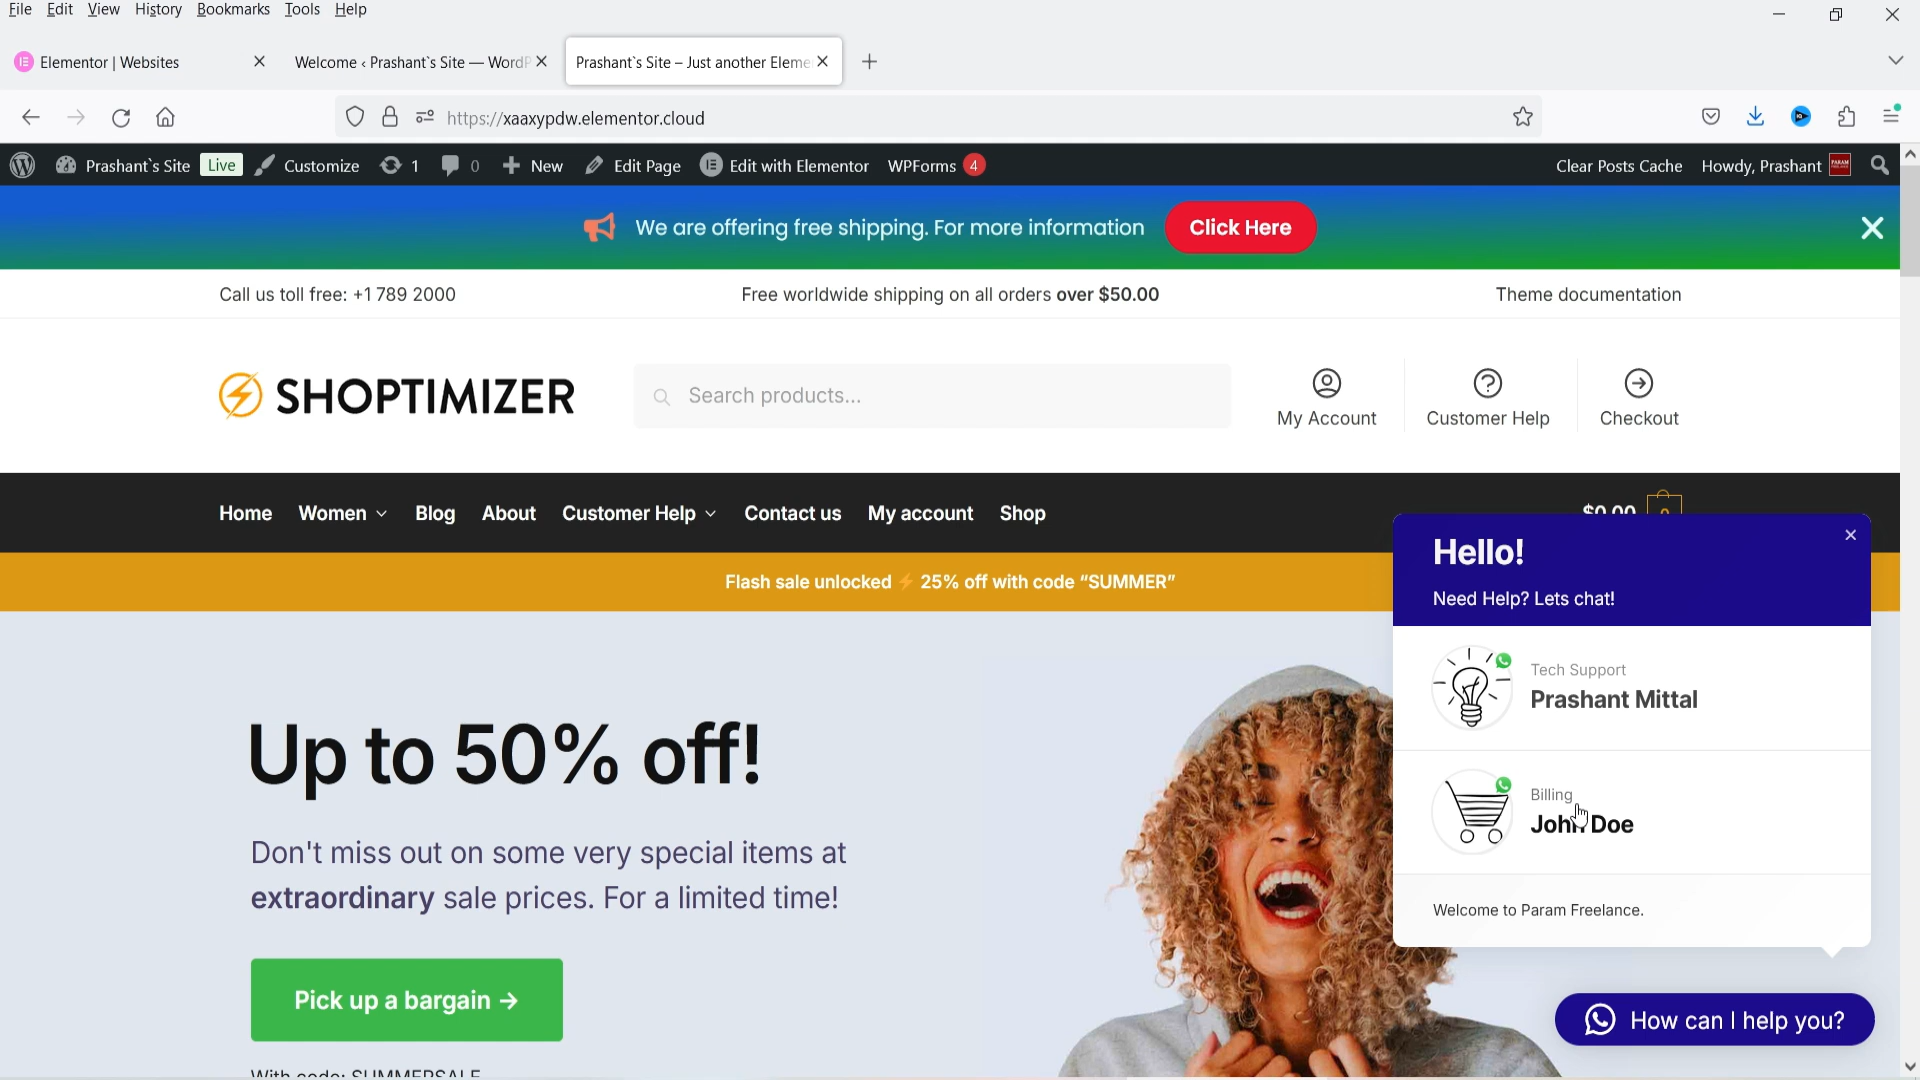 File Edit View History Bookmarks Tools Help
Elementor | Websites
Welcome ‹ Prashant`s Site — WordP
Prashant`s Site – Just another Eleme
https://xaaxypdw.elementor.cloud
Prashant`s Site Live Customize 1 0 New Edit Page Edit with Elementor WPForms 4 Clear Posts Cache Howdy, Prashant
We are offering free shipping. For more information Click Here
Call us toll free: +1 789 2000 Free worldwide shipping on all orders over $50.00 Theme documentation
SHOPTIMIZER
Search products...
My Account Customer Help Checkout
Home Women Blog About Customer Help Contact us My account Shop $0.00 0
Flash sale unlocked ⚡ 25% off with code “SUMMER”
Hello!
Need Help? Lets chat!
Tech Support
Prashant Mittal
Billing
John Doe
Welcome to Param Freelance.
How can I help you?
Up to 50% off!
Don't miss out on some very special items at
extraordinary sale prices. For a limited time!
Pick up a bargain →
With code: SUMMERSALE